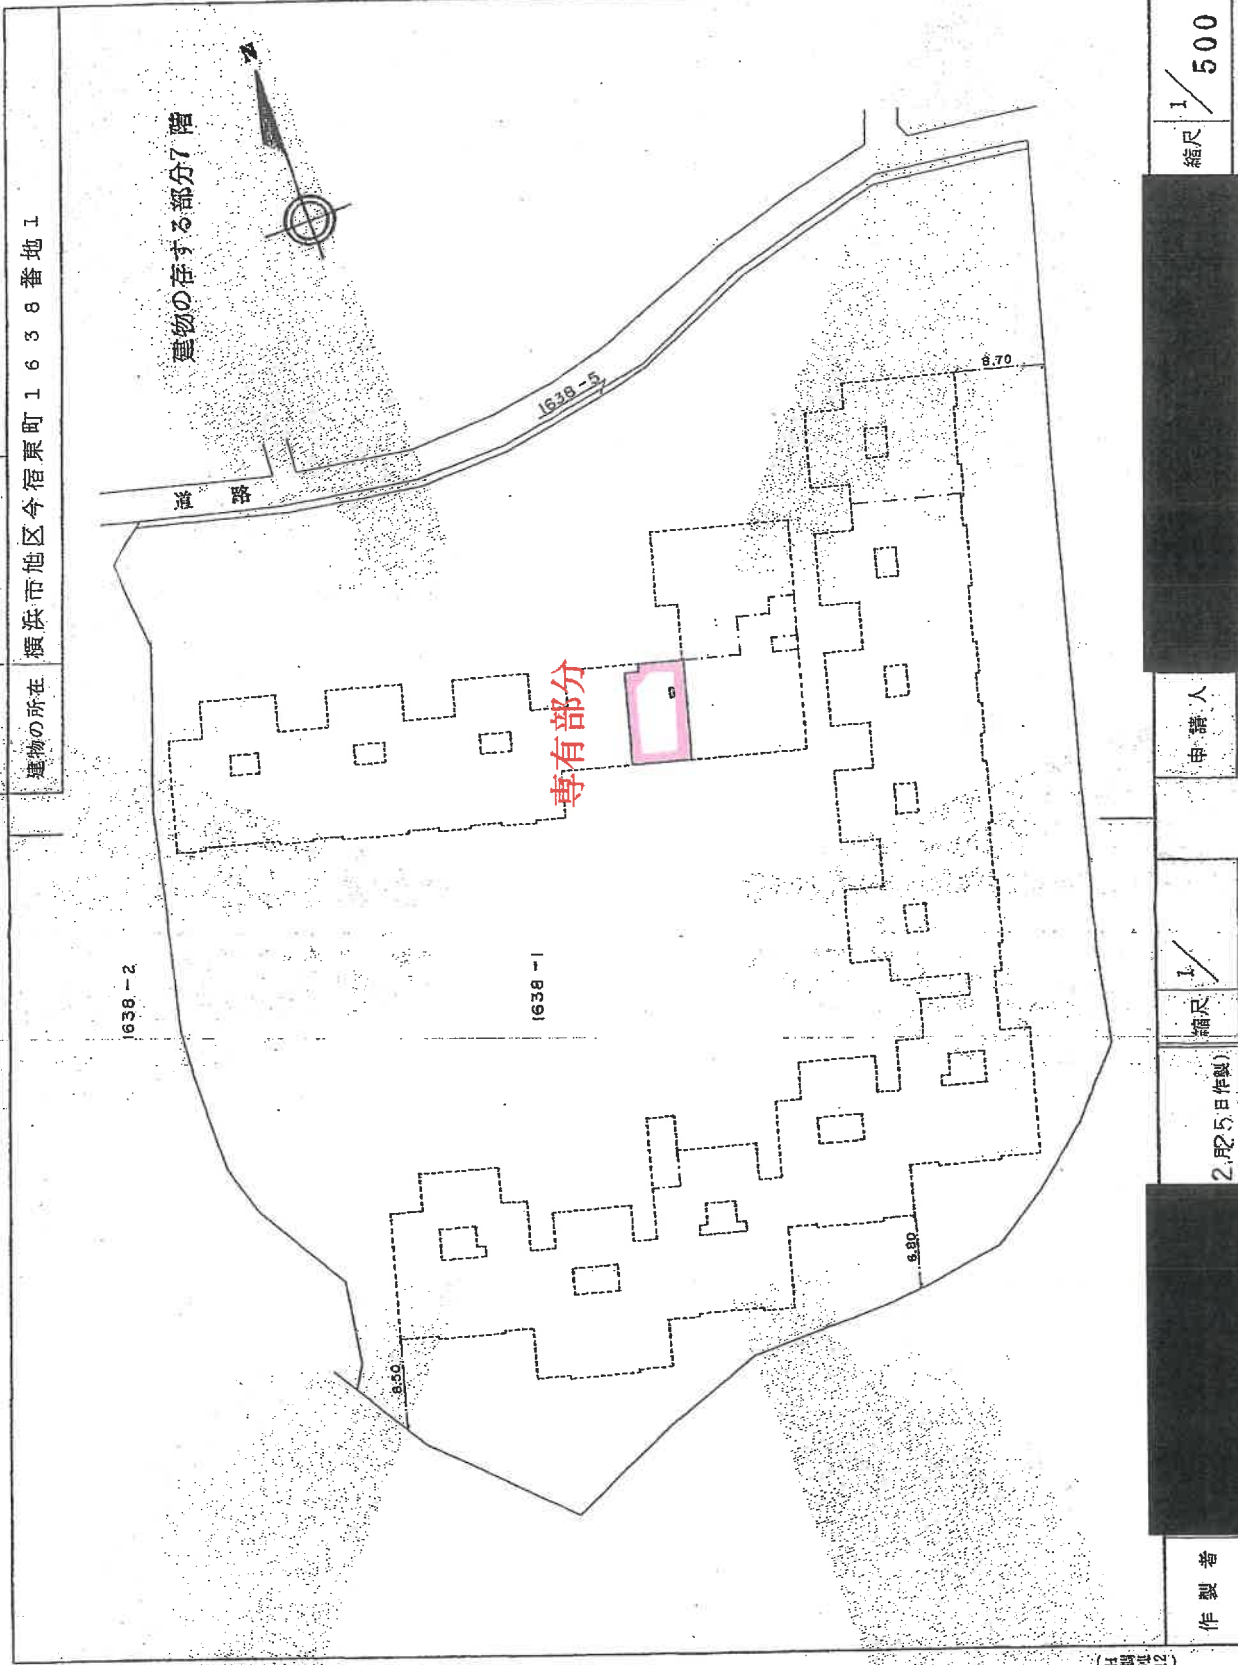 建物の所在
横浜市旭区今宿東町1638番地1
建物の存する部分7階
N
道路
1638-5
1638-2
1638-1
専有部分
8.70
6.80
8.50
作製者
縮尺 1/
申請人
縮尺 1/500